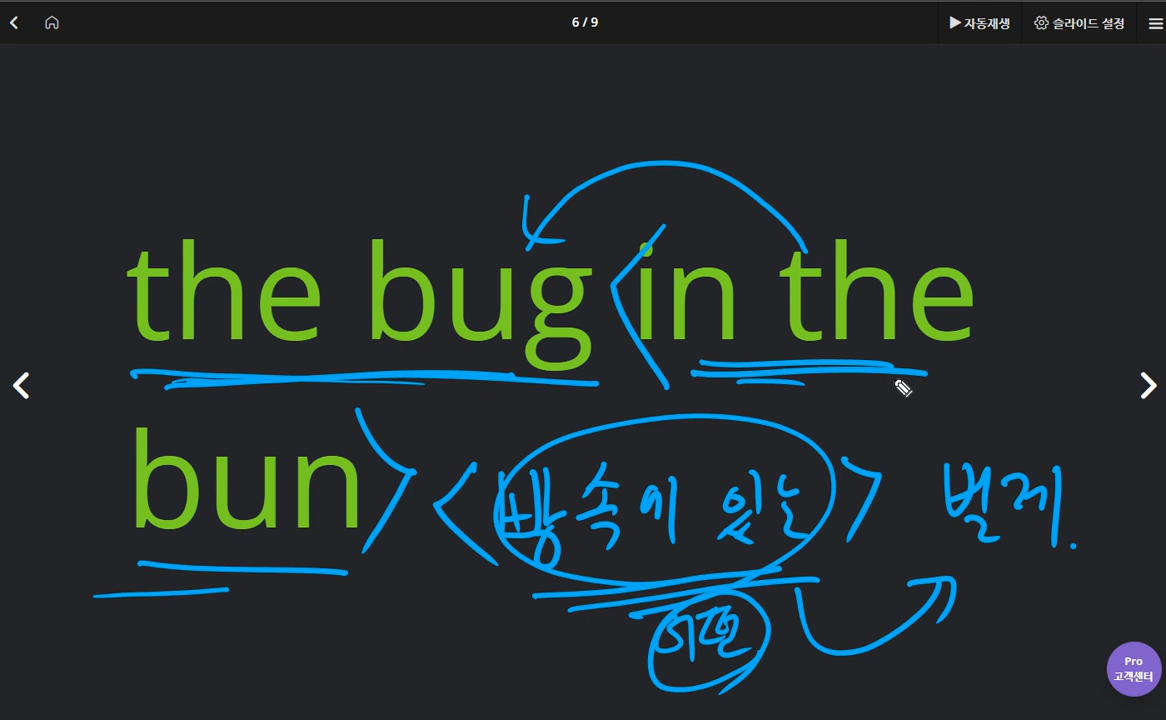 6 / 9
자동재생
슬라이드 설정
the bug in the
bun
<빵 속에 있는> 벌레.
Pro
고객센터